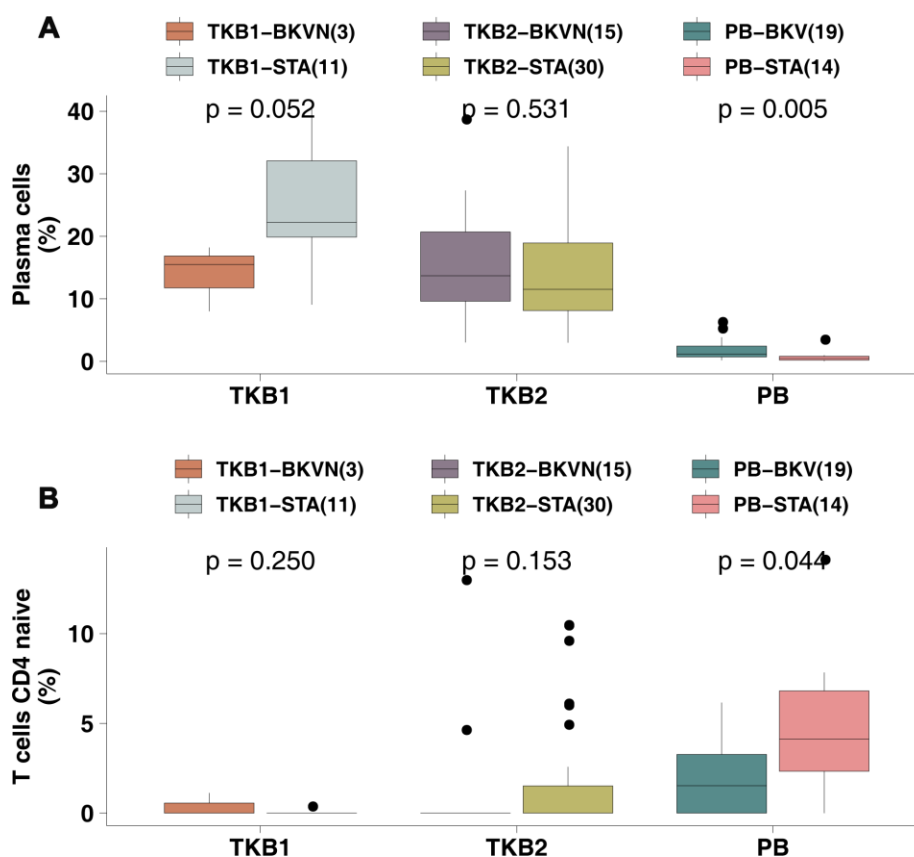 A
TKB1−BKVN(3) TKB2−BKVN(15) PB−BKV(19)
TKB1−STA(11) TKB2−STA(30) PB−STA(14)
p = 0.052 p = 0.531 p = 0.005
40
30
20
10
0
Plasma cells
(%)
TKB1 TKB2 PB
TKB1−BKVN(3) TKB2−BKVN(15) PB−BKV(19)
B
TKB1−STA(11) TKB2−STA(30) PB−STA(14)
p = 0.250 p = 0.153 p = 0.044
10
5
0
T cells CD4 naive
(%)
TKB1 TKB2 PB